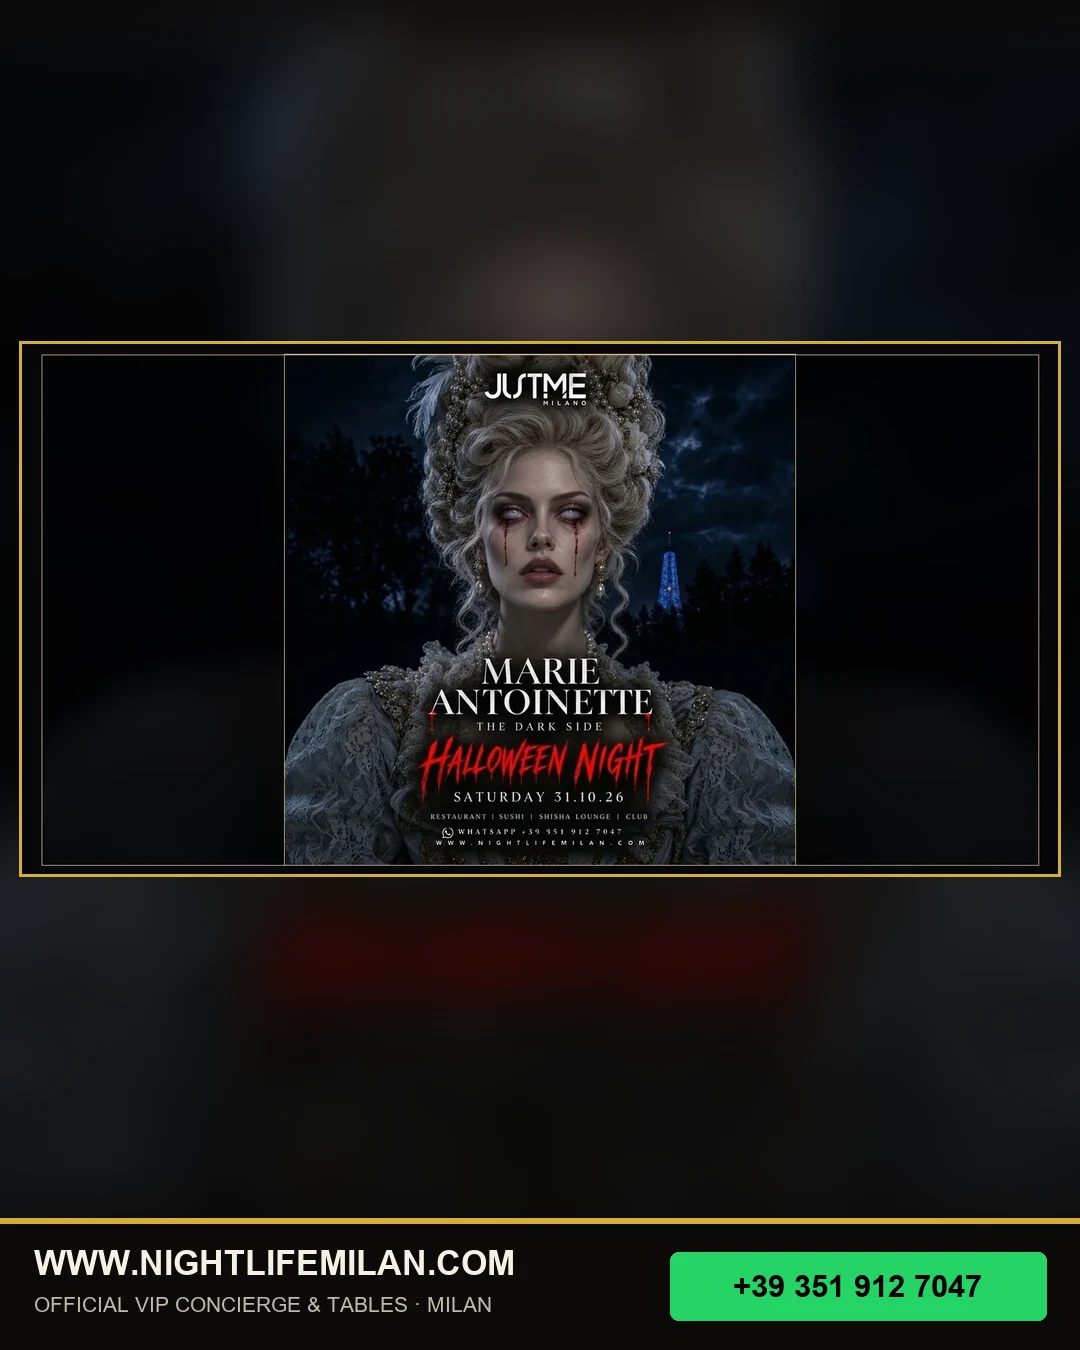 JUSTME
MILANO
MARIE
ANTOINETTE
THE DARK SIDE
HALLOWEEN NIGHT
SATURDAY 31.10.26
RESTAURANT | SUSHI | SHISHA LOUNGE | CLUB
WHATSAPP +39 951 912 7047
WWW.NIGHTLIFEMILAN.COM
WWW.NIGHTLIFEMILAN.COM
OFFICIAL VIP CONCIERGE & TABLES · MILAN
+39 351 912 7047